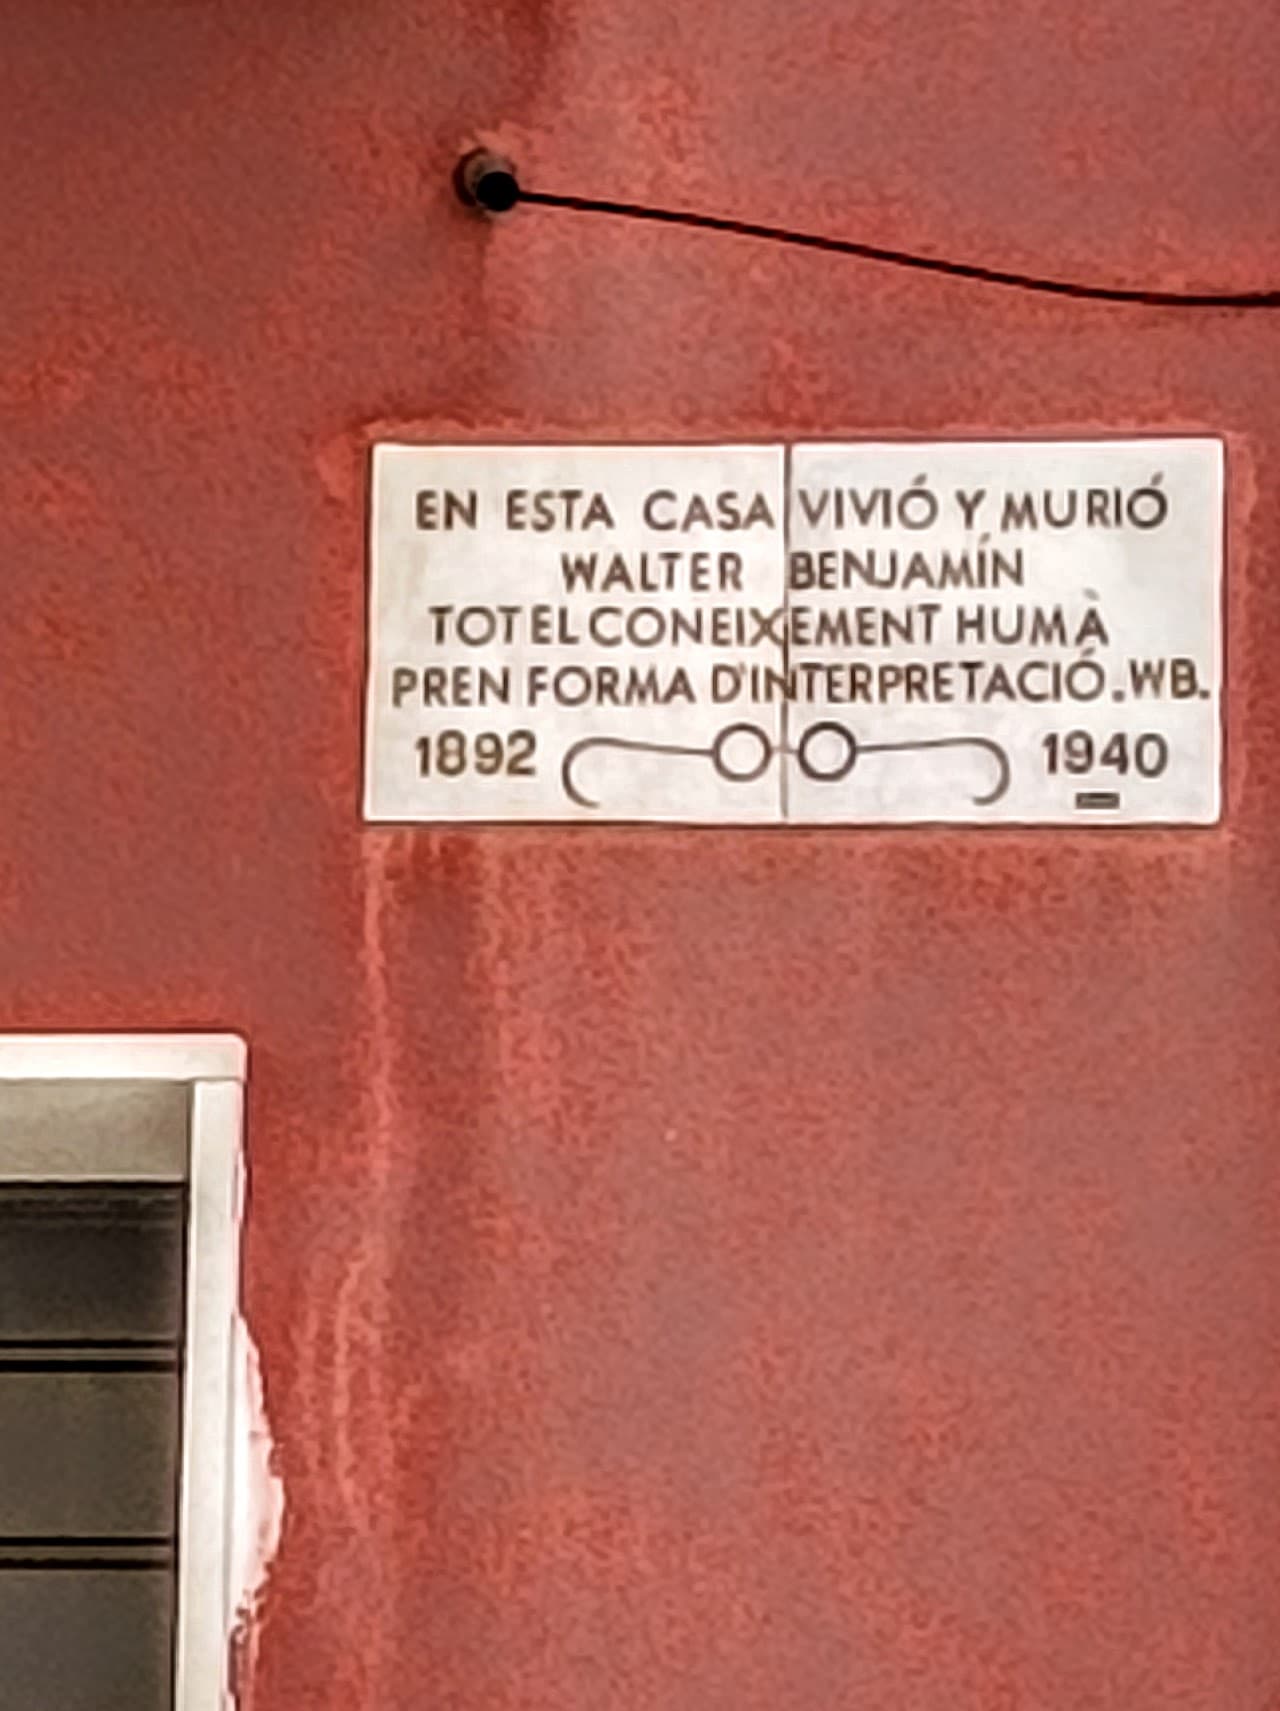 EN ESTA CASA VIVIÓ Y MURIÓ
WALTER BENJAMÍN
TOT EL CONEIXEMENT HUMÀ
PREN FORMA D'INTERPRETACIÓ. WB.
1892 1940